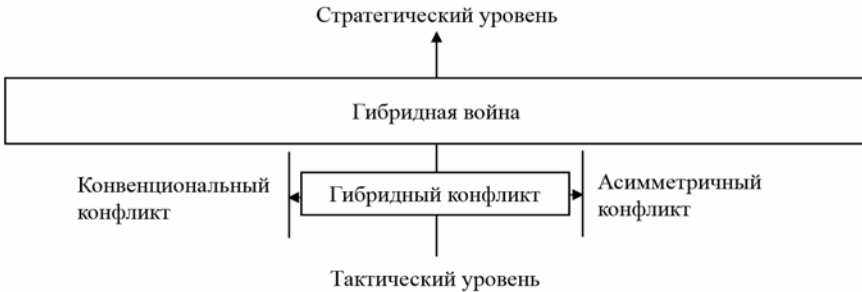 Стратегический уровень
Гибридная война
Конвенциональный
конфликт
Гибридный конфликт
Асимметричный
конфликт
Тактический уровень